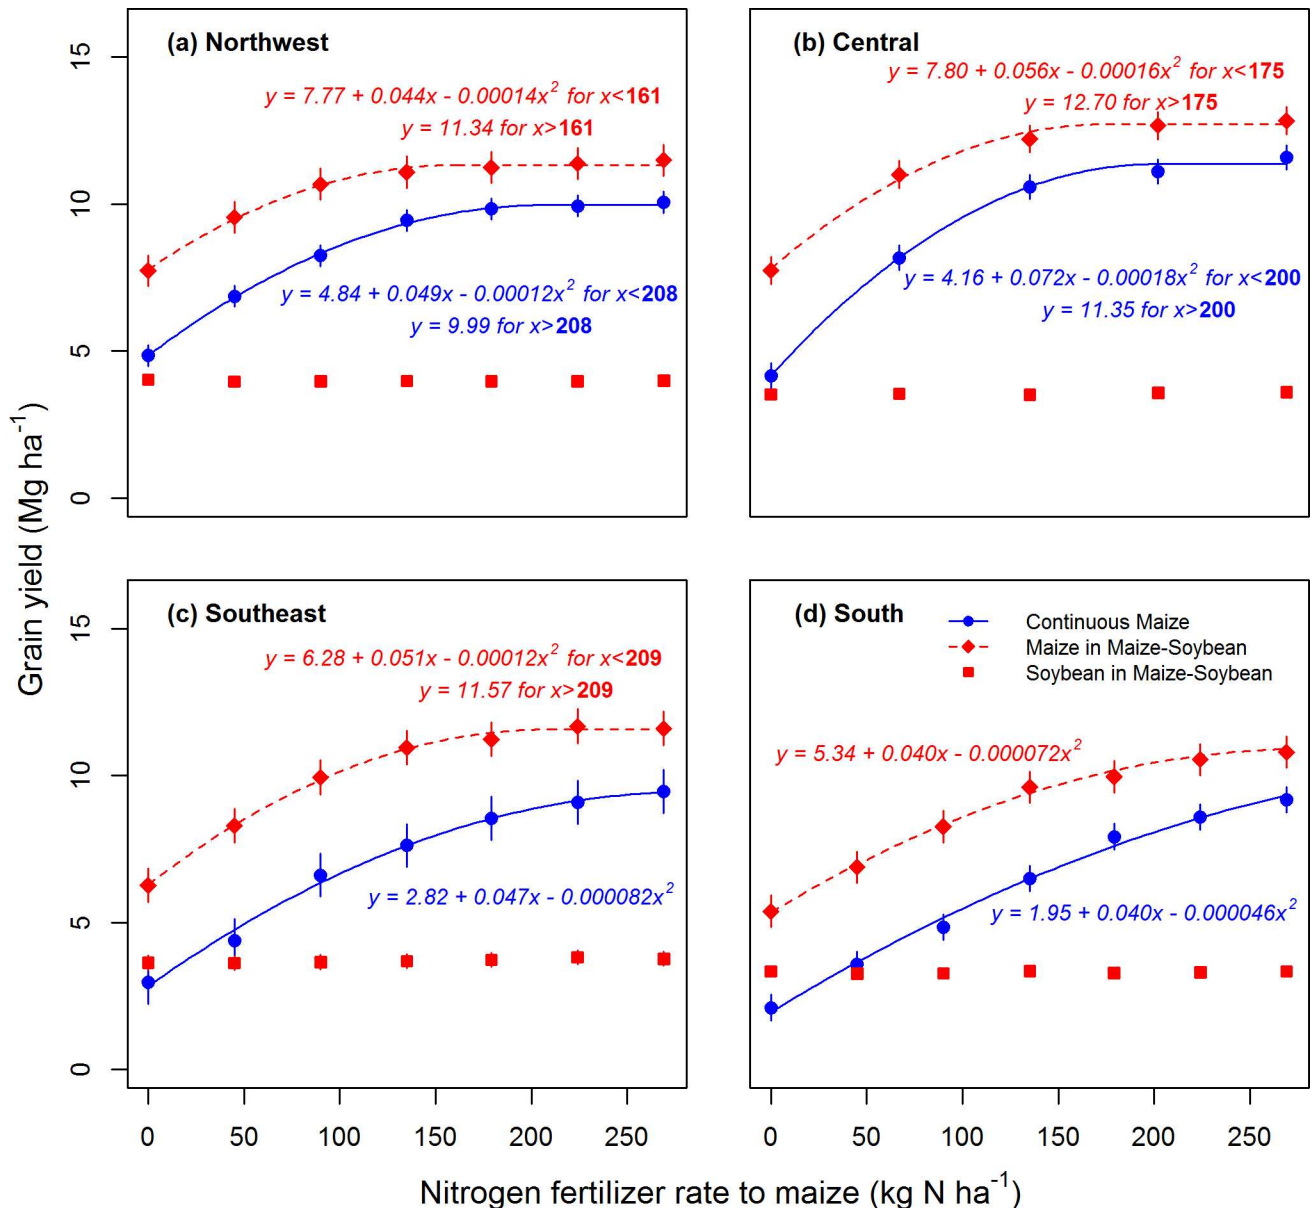 Grain yield (Mg ha⁻¹)
(a) Northwest
y = 7.77 + 0.044x - 0.00014x² for x<161
y = 11.34 for x>161
y = 4.84 + 0.049x - 0.00012x² for x<208
y = 9.99 for x>208
15
10
5
0
(b) Central
y = 7.80 + 0.056x - 0.00016x² for x<175
y = 12.70 for x>175
y = 4.16 + 0.072x - 0.00018x² for x<200
y = 11.35 for x>200
(c) Southeast
y = 6.28 + 0.051x - 0.00012x² for x<209
y = 11.57 for x>209
y = 2.82 + 0.047x - 0.000082x²
15
10
5
0
0 50 100 150 200 250
(d) South
Continuous Maize
Maize in Maize-Soybean
Soybean in Maize-Soybean
y = 5.34 + 0.040x - 0.000072x²
y = 1.95 + 0.040x - 0.000046x²
0 50 100 150 200 250
Nitrogen fertilizer rate to maize (kg N ha⁻¹)